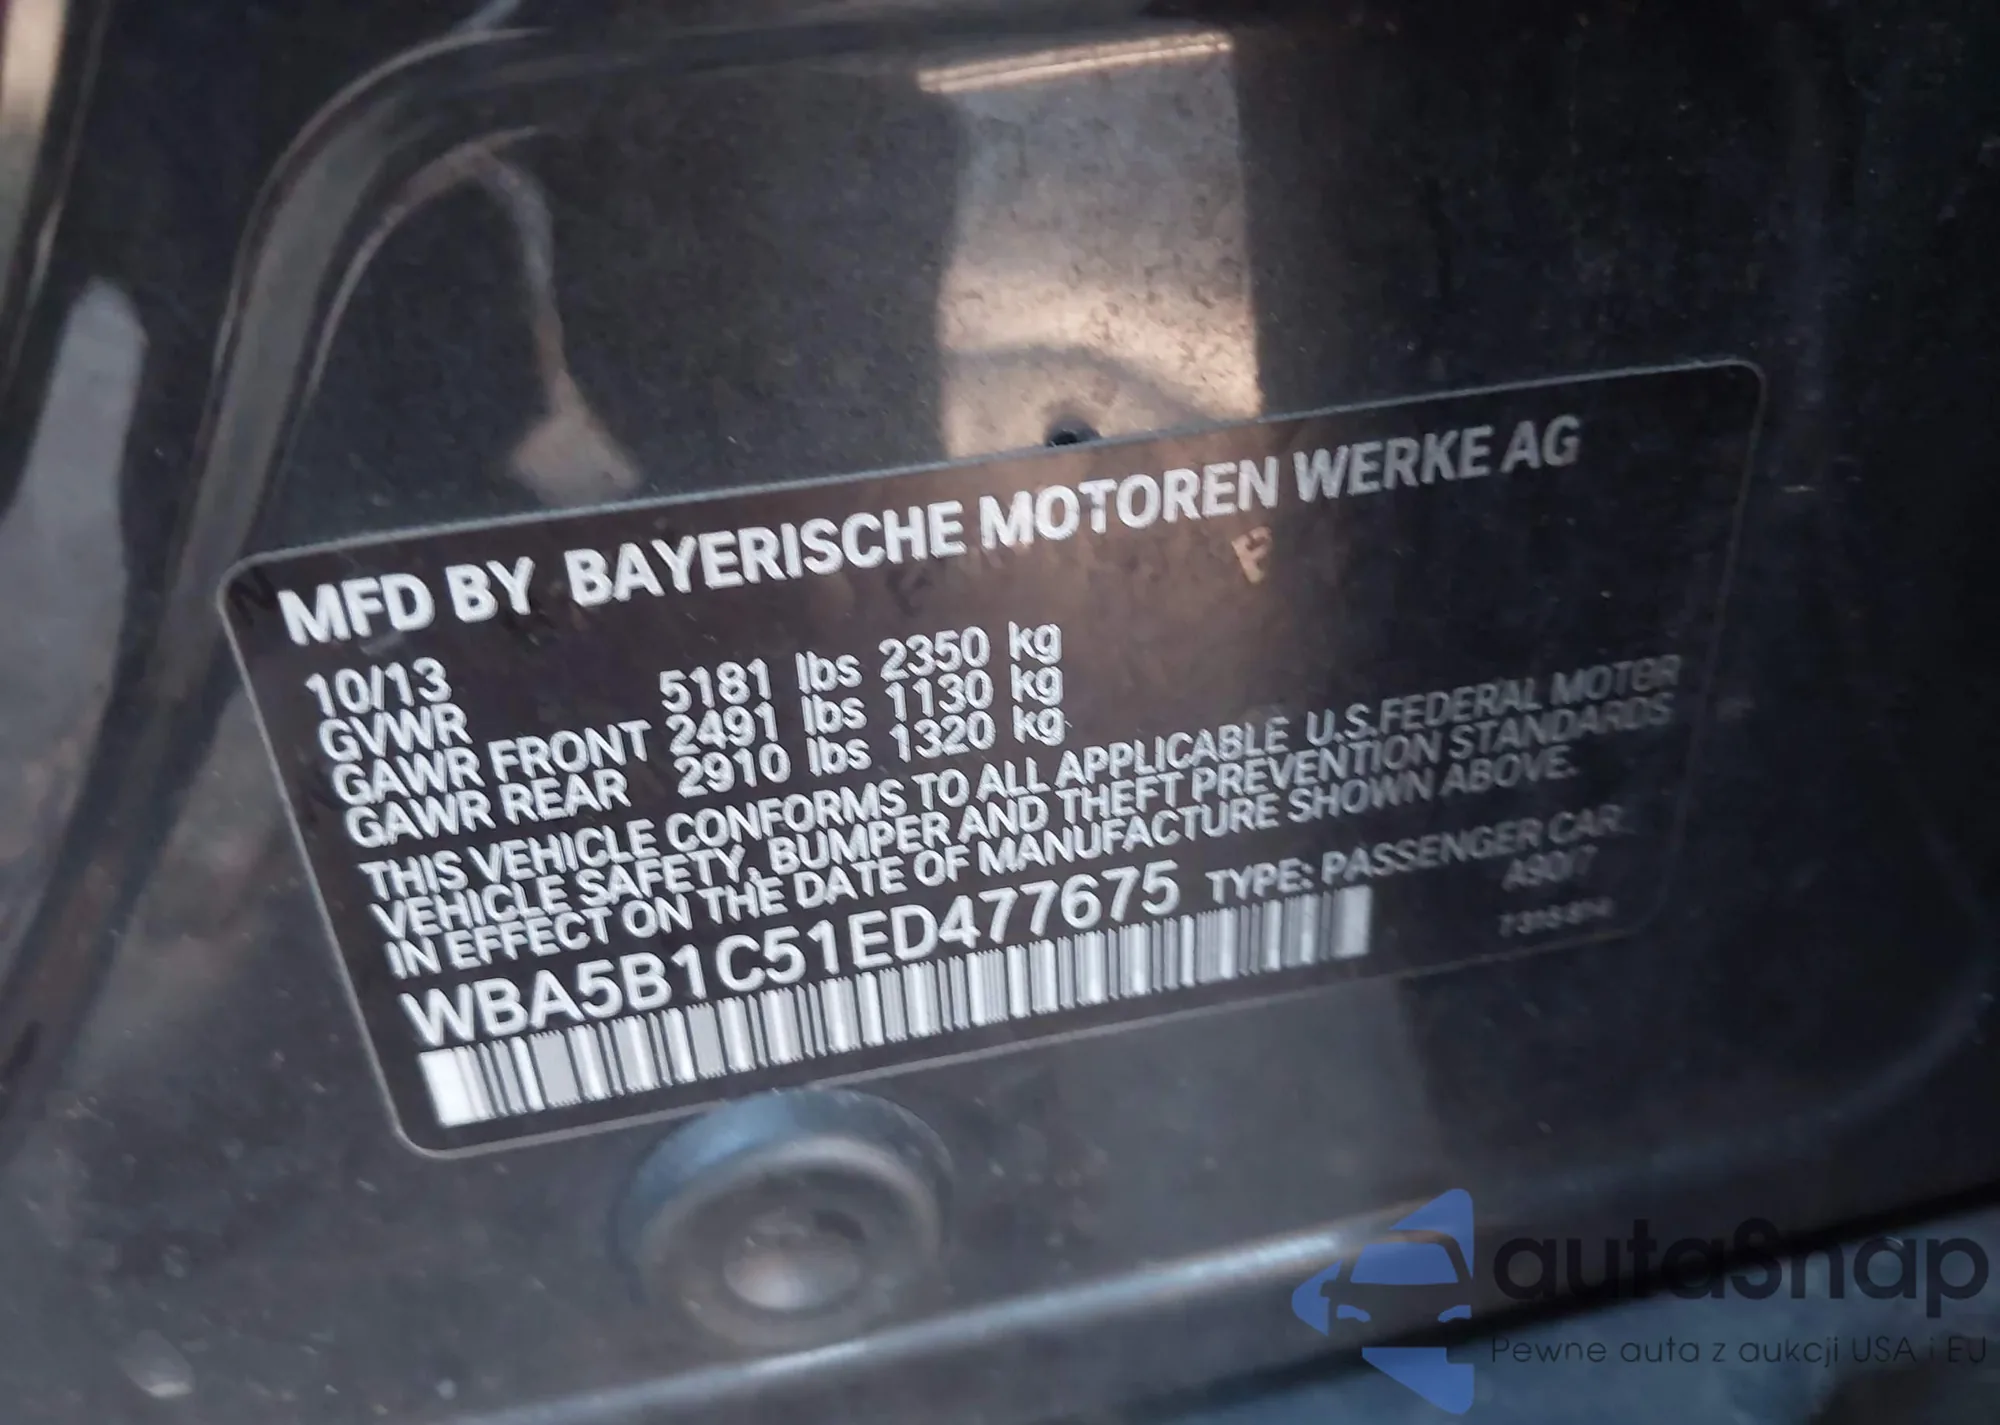 MFD BY BAYERISCHE MOTOREN WERKE AG
10/13
GVWR 5181 lbs 2350 kg
GAWR FRONT 2491 lbs 1130 kg
GAWR REAR 2910 lbs 1320 kg
THIS VEHICLE CONFORMS TO ALL APPLICABLE U.S.FEDERAL MOTOR
VEHICLE SAFETY, BUMPER AND THEFT PREVENTION STANDARDS
IN EFFECT ON THE DATE OF MANUFACTURE SHOWN ABOVE.
WBA5B1C51ED477675 TYPE: PASSENGER CAR
A90/7
autaSnap
Pewne auta z aukcji USA i EU